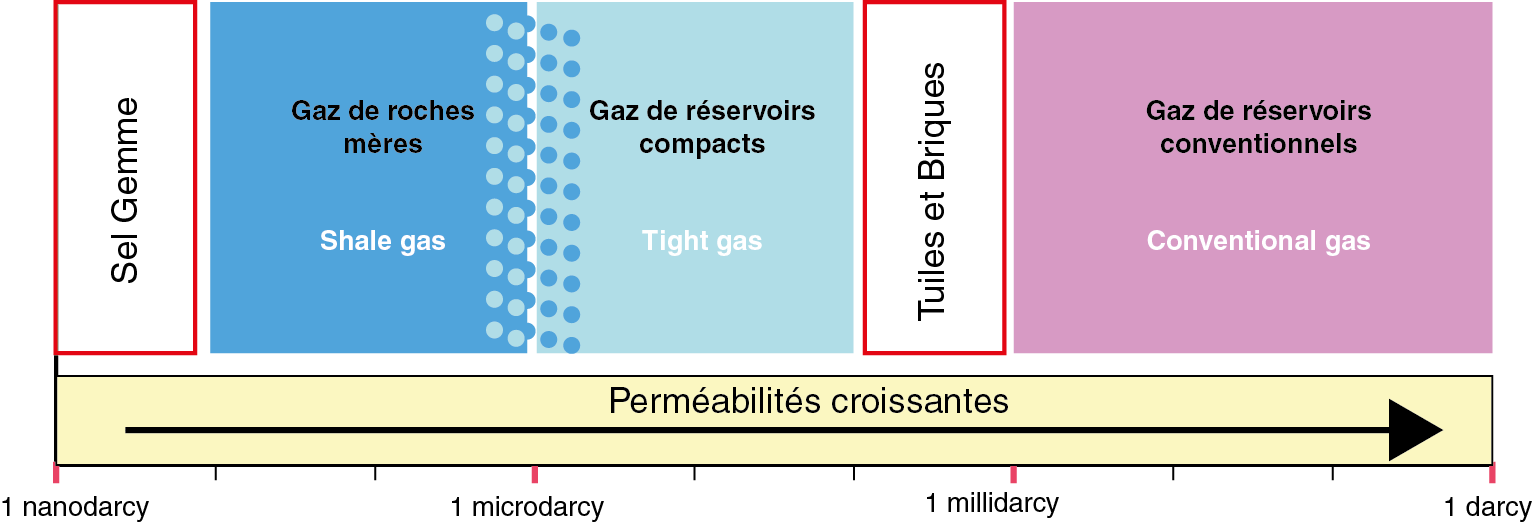 Sel Gemme
Gaz de roches
mères
Shale gas
Gaz de réservoirs
compacts
Tight gas
Tuiles et Briques
Gaz de réservoirs
conventionnels
Conventional gas
Perméabilités croissantes
1 nanodarcy
1 microdarcy
1 millidarcy
1 darcy